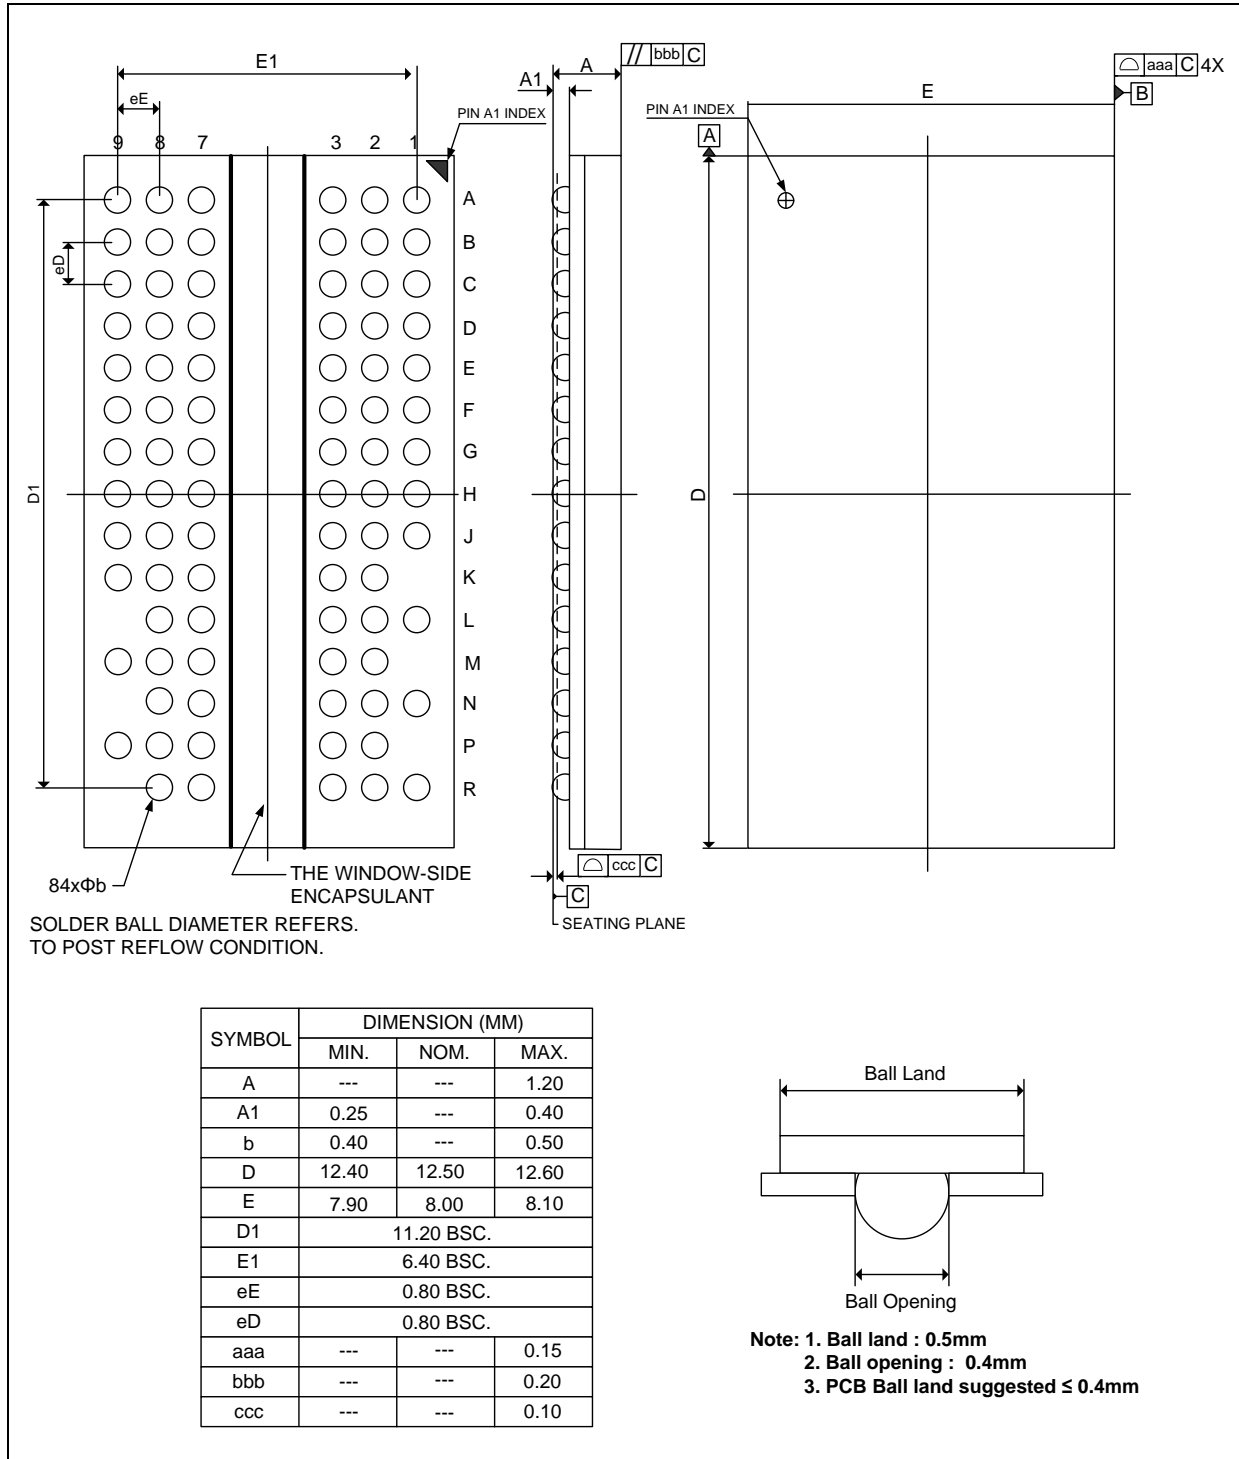 E1
eE
9 8 7 3 2 1
PIN A1 INDEX
A
B
C
D
E
F
G
H
J
K
L
M
N
P
R
eD
D1
84xΦb
THE WINDOW-SIDE
ENCAPSULANT
SOLDER BALL DIAMETER REFERS.
TO POST REFLOW CONDITION.
// bbb C
A
A1
ccc C
C
SEATING PLANE
aaa C 4X
B
E
PIN A1 INDEX
A
D
SYMBOL DIMENSION (MM)
MIN. NOM. MAX.
A --- --- 1.20
A1 0.25 --- 0.40
b 0.40 --- 0.50
D 12.40 12.50 12.60
E 7.90 8.00 8.10
D1 11.20 BSC.
E1 6.40 BSC.
eE 0.80 BSC.
eD 0.80 BSC.
aaa --- --- 0.15
bbb --- --- 0.20
ccc --- --- 0.10
Ball Land
Ball Opening
Note: 1. Ball land : 0.5mm
2. Ball opening : 0.4mm
3. PCB Ball land suggested ≤ 0.4mm